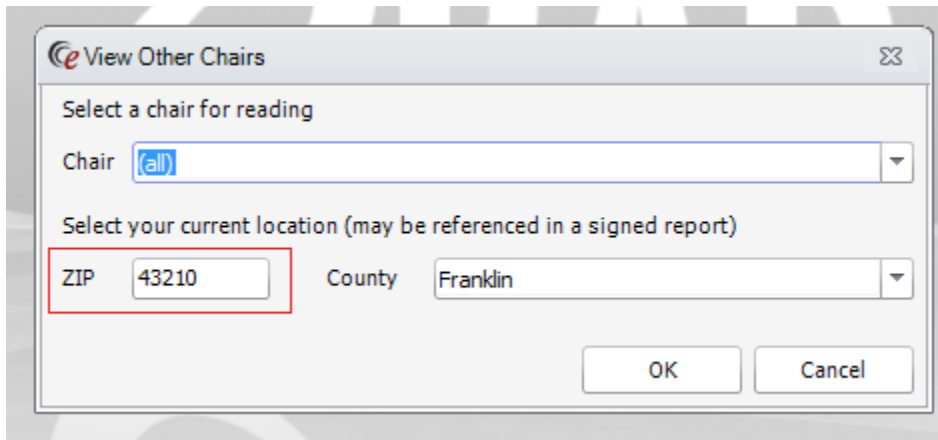 Ce View Other Chairs
Select a chair for reading
Chair (all)
Select your current location (may be referenced in a signed report)
ZIP 43210 County Franklin
OK Cancel